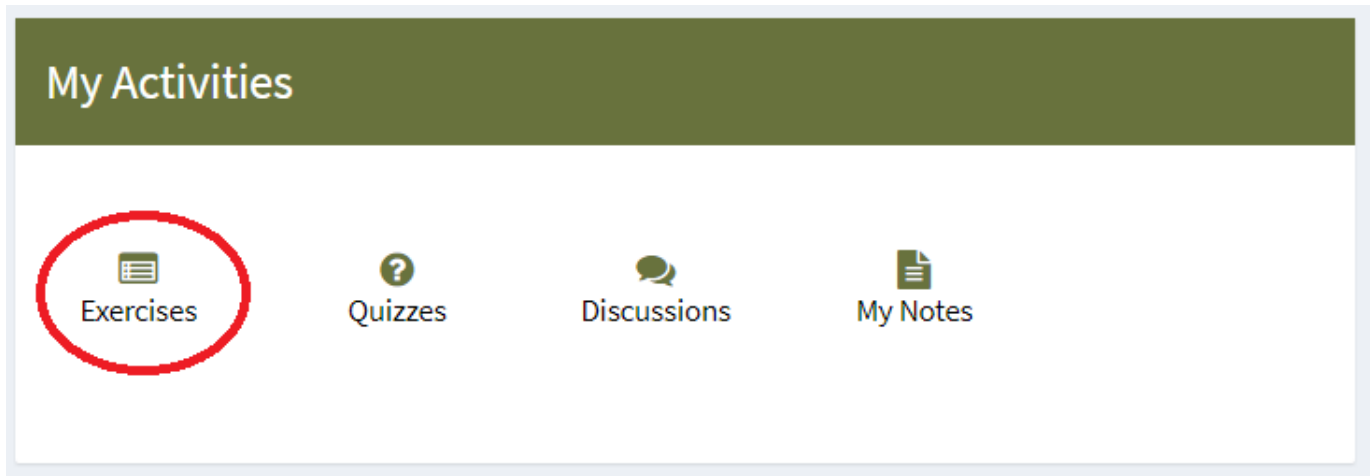 My Activities
Exercises
Quizzes
Discussions
My Notes